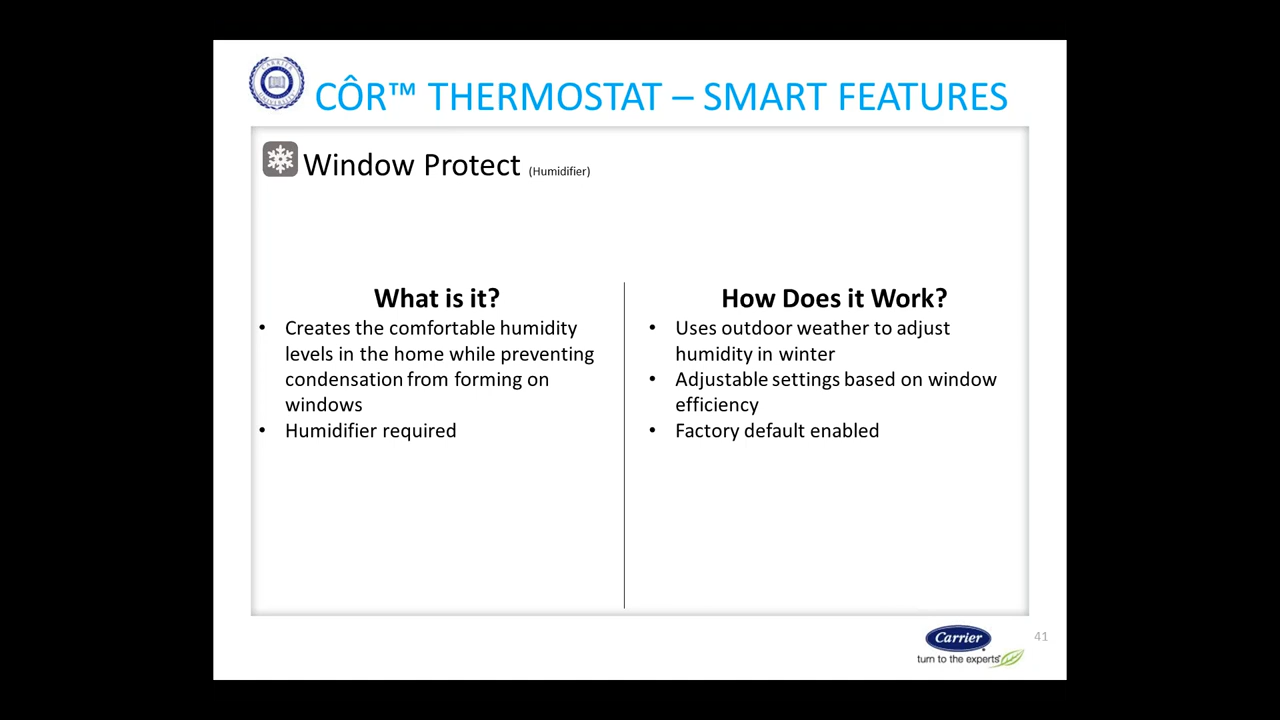 CÔR™ THERMOSTAT – SMART FEATURES
Window Protect (Humidifier)
What is it?
• Creates the comfortable humidity
levels in the home while preventing
condensation from forming on
windows
• Humidifier required
How Does it Work?
• Uses outdoor weather to adjust
humidity in winter
• Adjustable settings based on window
efficiency
• Factory default enabled
Carrier
turn to the experts
41